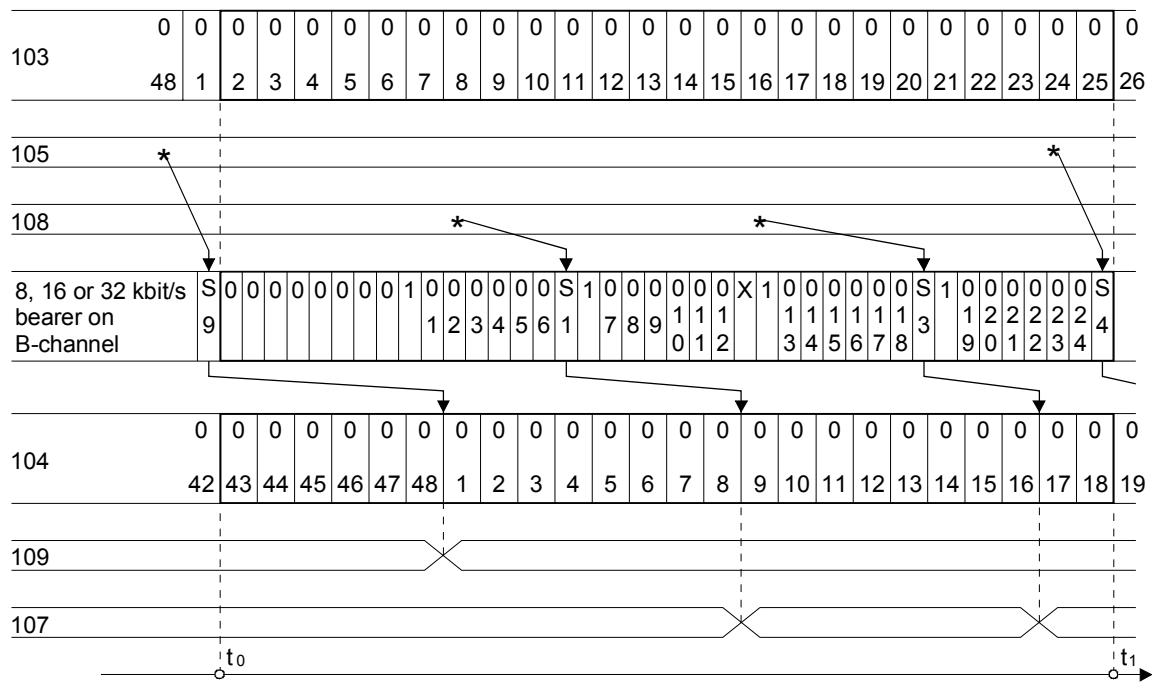 0 0 0 0 0 0 0 0 0 0 0 0 0 0 0 0 0 0 0 0 0 0 0 0 0 0 0
103
48 1 2 3 4 5 6 7 8 9 10 11 12 13 14 15 16 17 18 19 20 21 22 23 24 25 26
105 * *
108 * *
8, 16 or 32 kbit/s
bearer on
B-channel
S 0 0 0 0 0 0 0 0 1 0 0 0 0 0 0 S 1 0 0 0 0 0 0 X 1 0 0 0 0 0 0 S 1 0 0 0 0 0 0 S
9 1 2 3 4 5 6 1 7 8 9 10 11 12 13 14 15 16 17 18 3 19 20 21 22 23 24 4
0 0 0 0 0 0 0 0 0 0 0 0 0 0 0 0 0 0 0 0 0 0 0 0 0 0
104
42 43 44 45 46 47 48 1 2 3 4 5 6 7 8 9 10 11 12 13 14 15 16 17 18 19
109
107
t0 t1